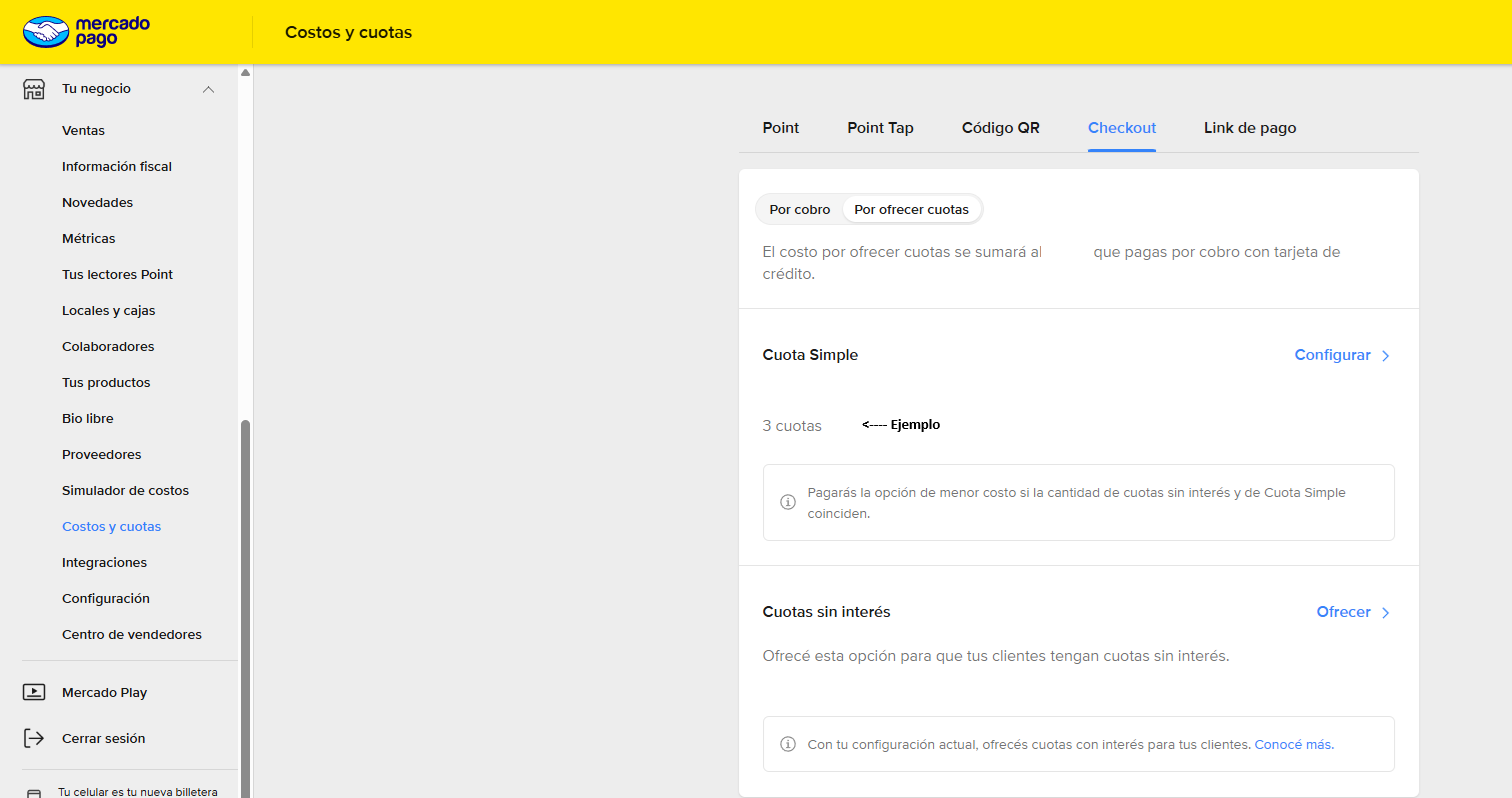 mercado
pago
Costos y cuotas
Tu negocio
Ventas
Información fiscal
Novedades
Métricas
Tus lectores Point
Locales y cajas
Colaboradores
Tus productos
Bio libre
Proveedores
Simulador de costos
Costos y cuotas
Integraciones
Configuración
Centro de vendedores
Mercado Play
Cerrar sesión
Tu celular es tu nueva billetera
Point Point Tap Código QR Checkout Link de pago
Por cobro Por ofrecer cuotas
El costo por ofrecer cuotas se sumará al que pagas por cobro con tarjeta de
crédito.
Cuota Simple Configurar
3 cuotas <---- Ejemplo
Pagarás la opción de menor costo si la cantidad de cuotas sin interés y de Cuota Simple
coinciden.
Cuotas sin interés Ofrecer
Ofrecé esta opción para que tus clientes tengan cuotas sin interés.
Con tu configuración actual, ofrecés cuotas con interés para tus clientes. Conocé más.